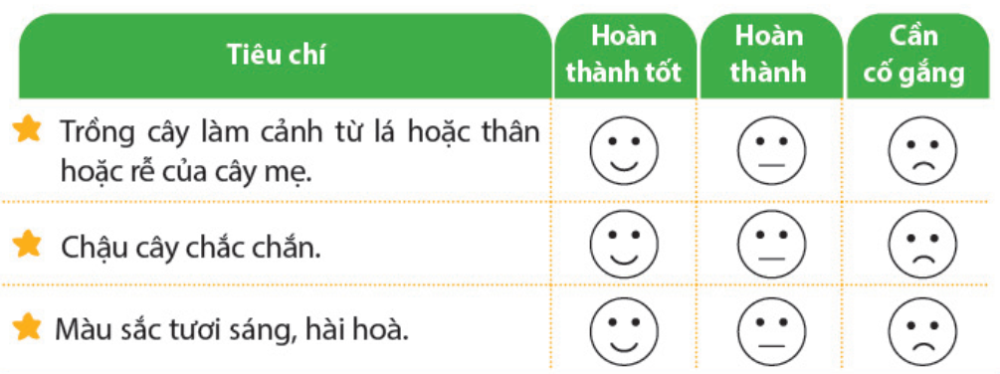 Tiêu chí
Hoàn
thành tốt
Hoàn
thành
Cần
cố gắng
Trồng cây làm cảnh từ lá hoặc thân
hoặc rễ của cây mẹ.
Chậu cây chắc chắn.
Màu sắc tươi sáng, hài hoà.